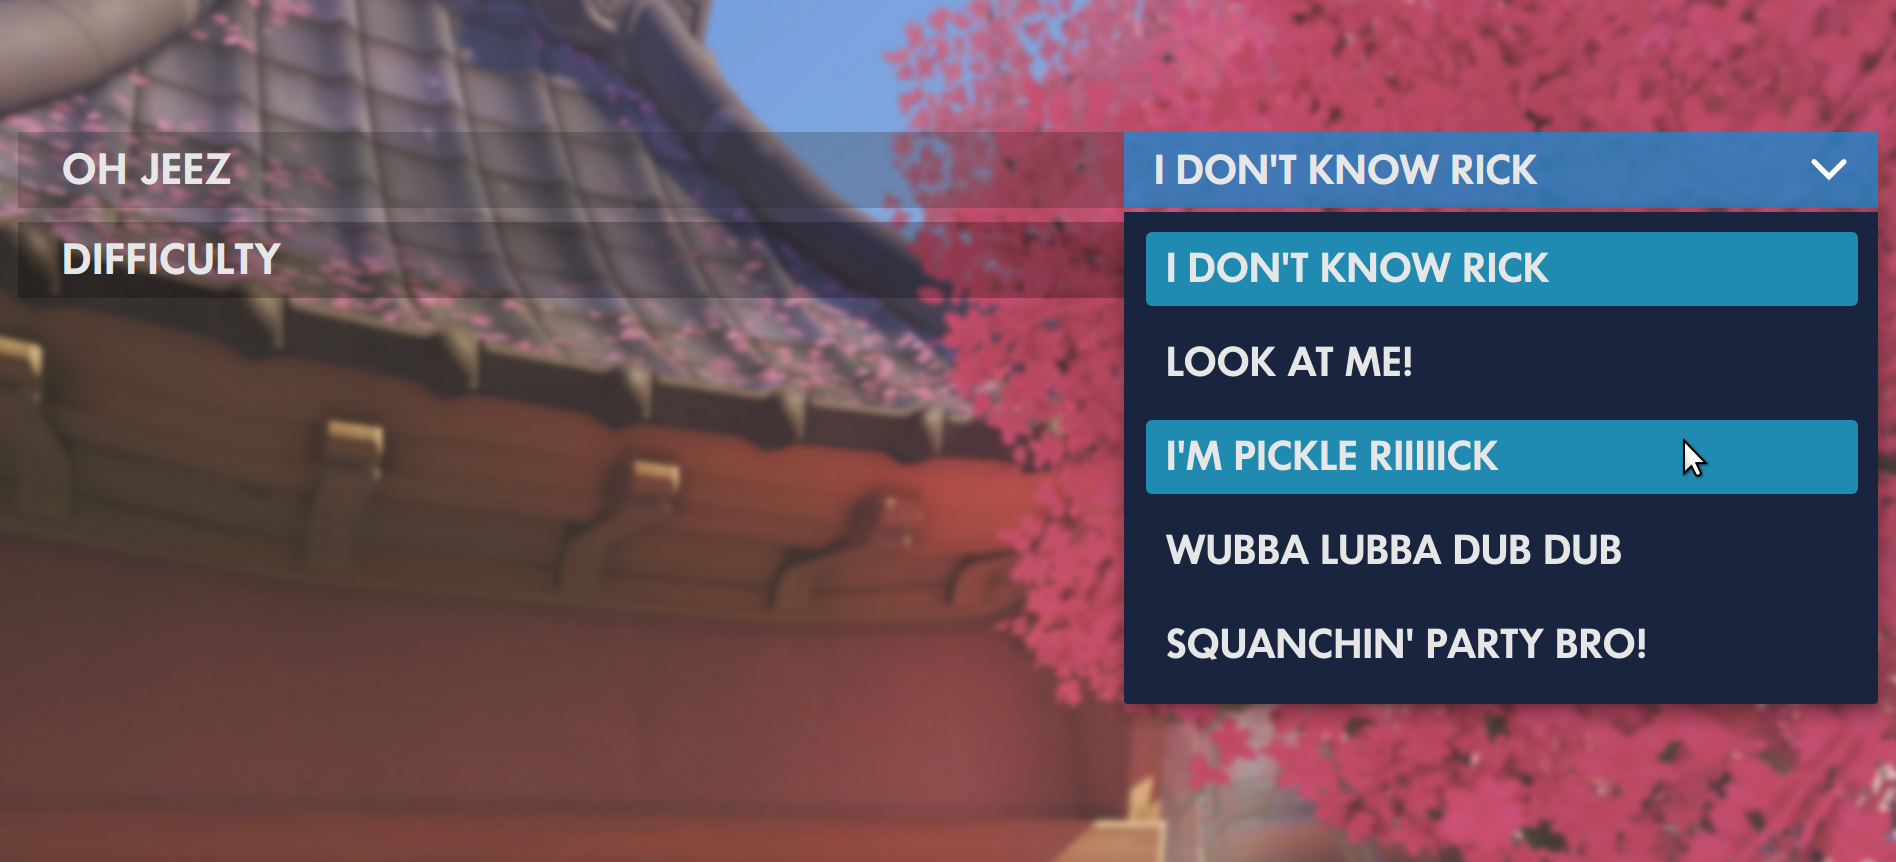 OH JEEZ
I DON'T KNOW RICK
DIFFICULTY
I DON'T KNOW RICK
LOOK AT ME!
I'M PICKLE RIIIIICK
WUBBA LUBBA DUB DUB
SQUANCHIN' PARTY BRO!